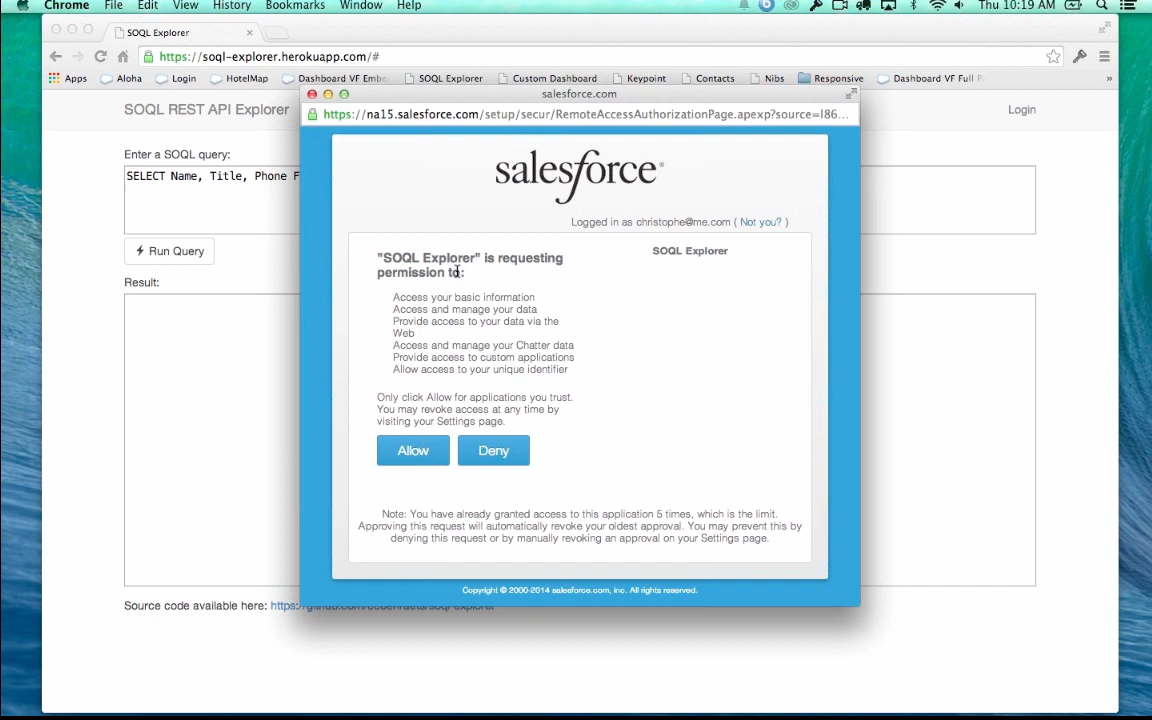 Chrome File Edit View History Bookmarks Window Help Thu 10:19 AM
SOQL Explorer
https://soql-explorer.herokuapp.com/#
Apps Aloha Login HotelMap Dashboard VF Embe SOQL Explorer Custom Dashboard Keypoint Contacts Nibs Responsive Dashboard VF Full P »
salesforce.com
SOQL REST API Explorer
Login
https://na15.salesforce.com/setup/secur/RemoteAccessAuthorizationPage.apexp?source=I86...
Enter a SOQL query:
SELECT Name, Title, Phone F
Run Query
Result:
salesforce
Logged in as christophe@me.com ( Not you? )
"SOQL Explorer" is requesting
permission to:
SOQL Explorer
Access your basic information
Access and manage your data
Provide access to your data via the
Web
Access and manage your Chatter data
Provide access to custom applications
Allow access to your unique identifier
Only click Allow for applications you trust.
You may revoke access at any time by
visiting your Settings page.
Allow Deny
Note: You have already granted access to this application 5 times, which is the limit.
Approving this request will automatically revoke your oldest approval. You may prevent this by
denying this request or by manually revoking an approval on your Settings page.
Copyright © 2000-2014 salesforce.com, inc. All rights reserved.
Source code available here: https: